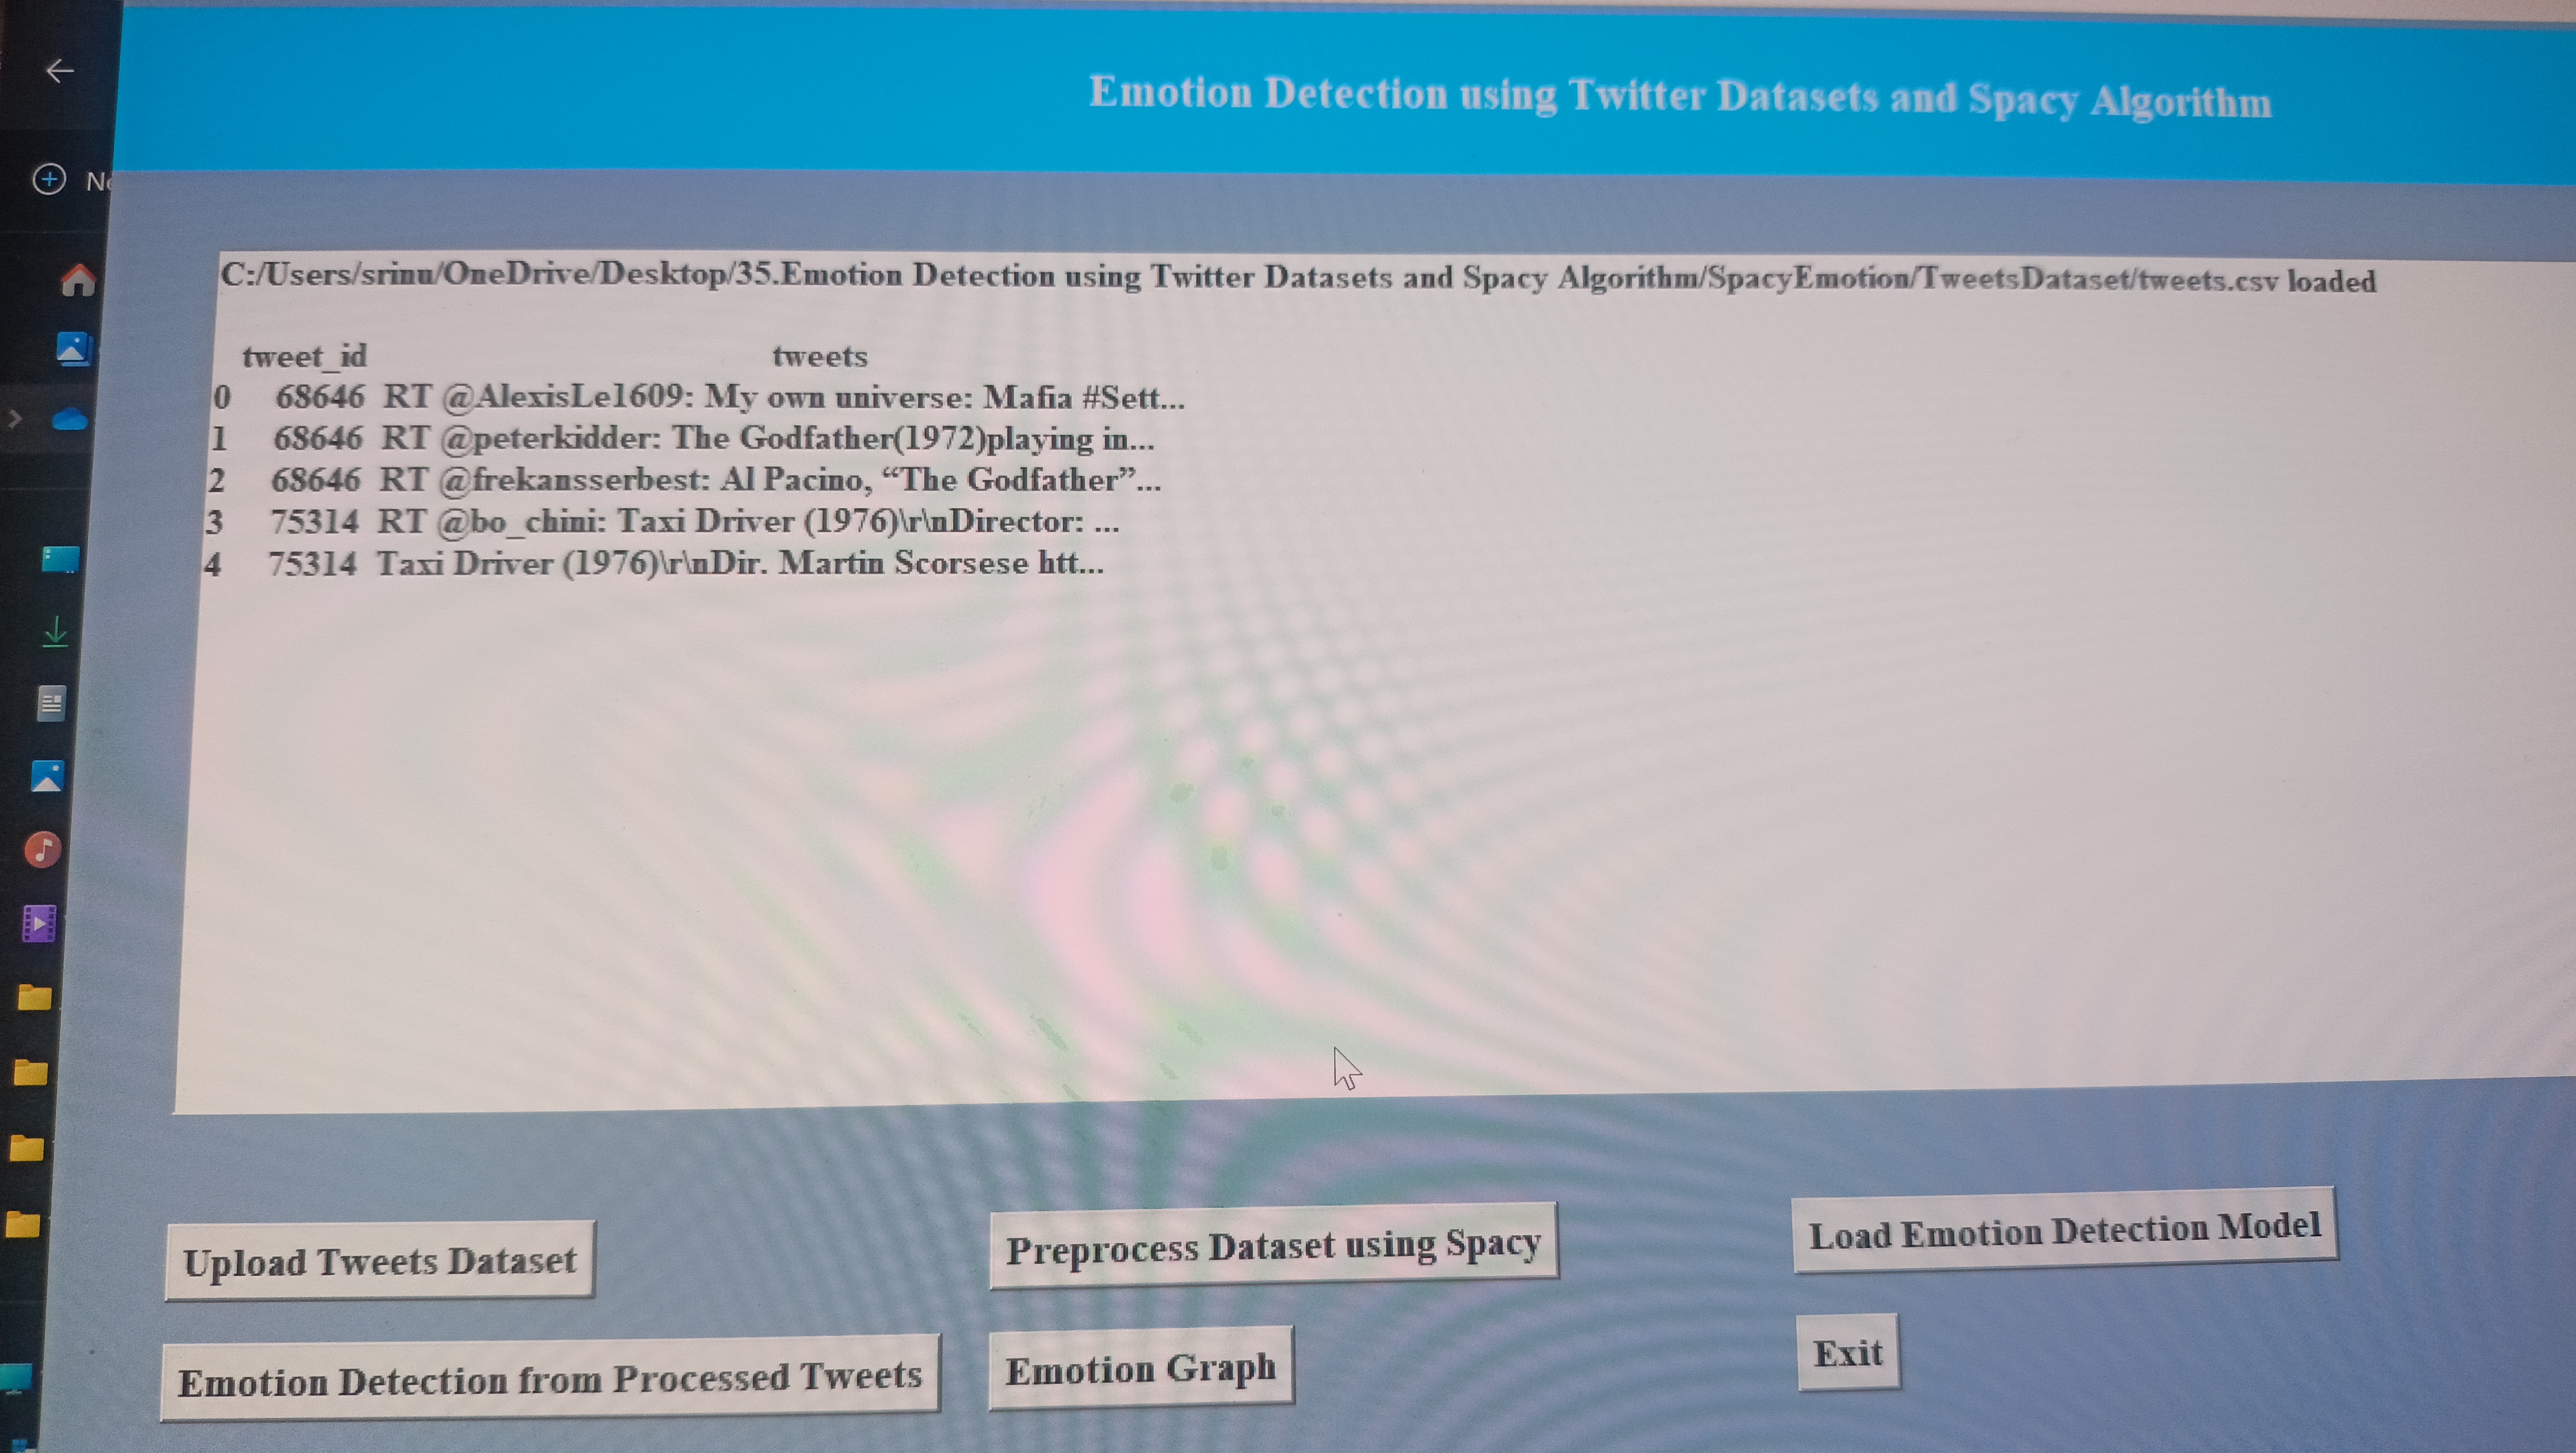 Emotion Detection using Twitter Datasets and Spacy Algorithm
C:/Users/srinu/OneDrive/Desktop/35.Emotion Detection using Twitter Datasets and Spacy Algorithm/SpacyEmotion/TweetsDataset/tweets.csv loaded
tweet_id tweets
0 68646 RT @AlexisLe1609: My own universe: Mafia #Sett...
1 68646 RT @peterkidder: The Godfather(1972)playing in...
2 68646 RT @frekansserbest: Al Pacino, “The Godfather”...
3 75314 RT @bo_chini: Taxi Driver (1976)\r\nDirector: ...
4 75314 Taxi Driver (1976)\r\nDir. Martin Scorsese htt...
Upload Tweets Dataset
Preprocess Dataset using Spacy
Load Emotion Detection Model
Emotion Detection from Processed Tweets
Emotion Graph
Exit